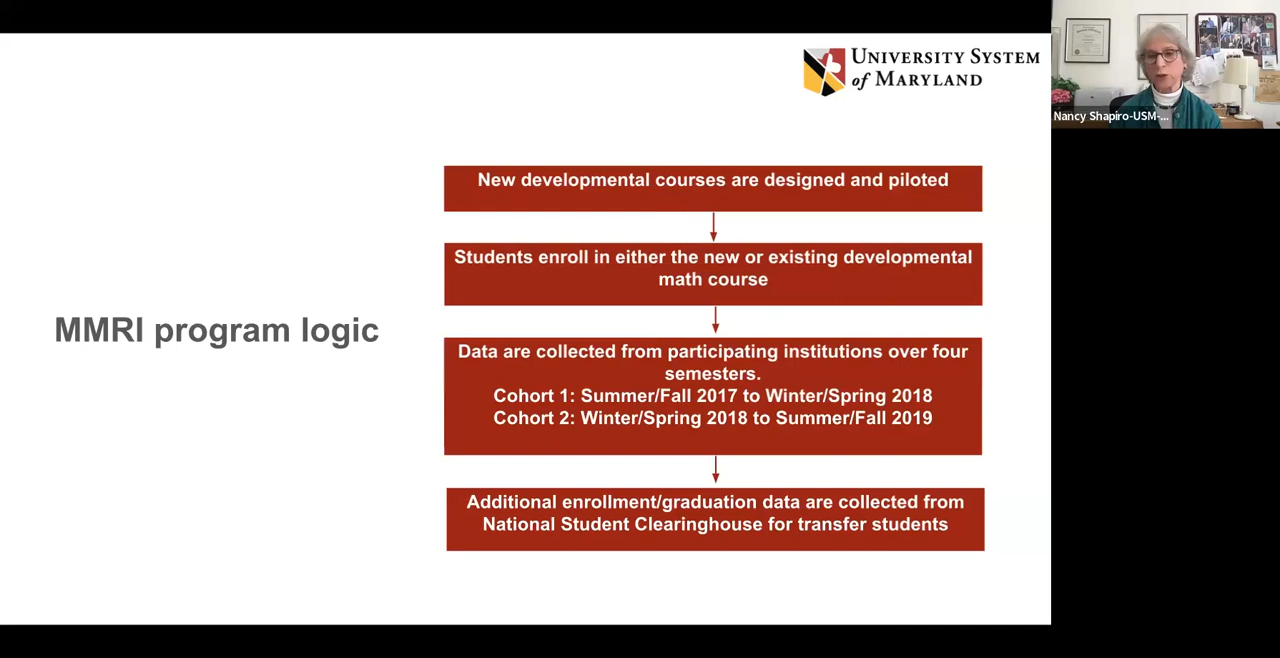 UNIVERSITY SYSTEM
of MARYLAND
Nancy Shapiro-USM-...
New developmental courses are designed and piloted
Students enroll in either the new or existing developmental
math course
MMRI program logic
Data are collected from participating institutions over four
semesters.
Cohort 1: Summer/Fall 2017 to Winter/Spring 2018
Cohort 2: Winter/Spring 2018 to Summer/Fall 2019
Additional enrollment/graduation data are collected from
National Student Clearinghouse for transfer students